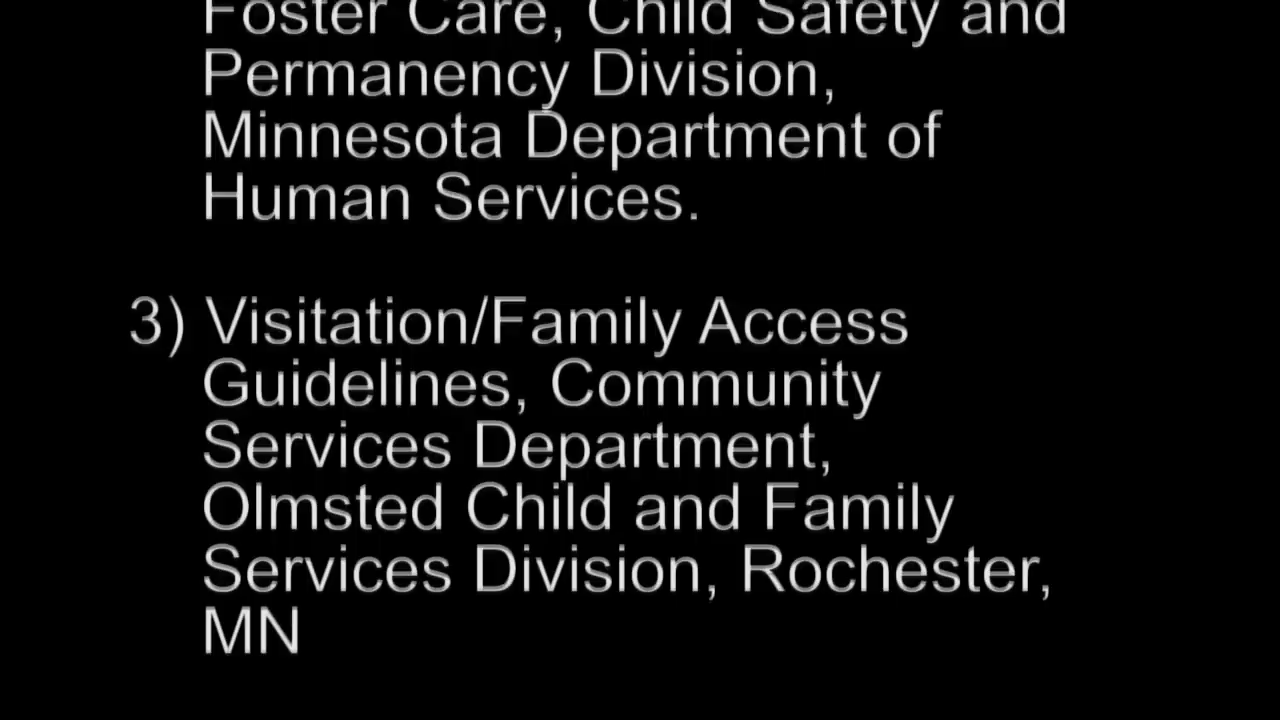 Foster Care, Child Safety and
Permanency Division,
Minnesota Department of
Human Services.
3) Visitation/Family Access
Guidelines, Community
Services Department,
Olmsted Child and Family
Services Division, Rochester,
MN